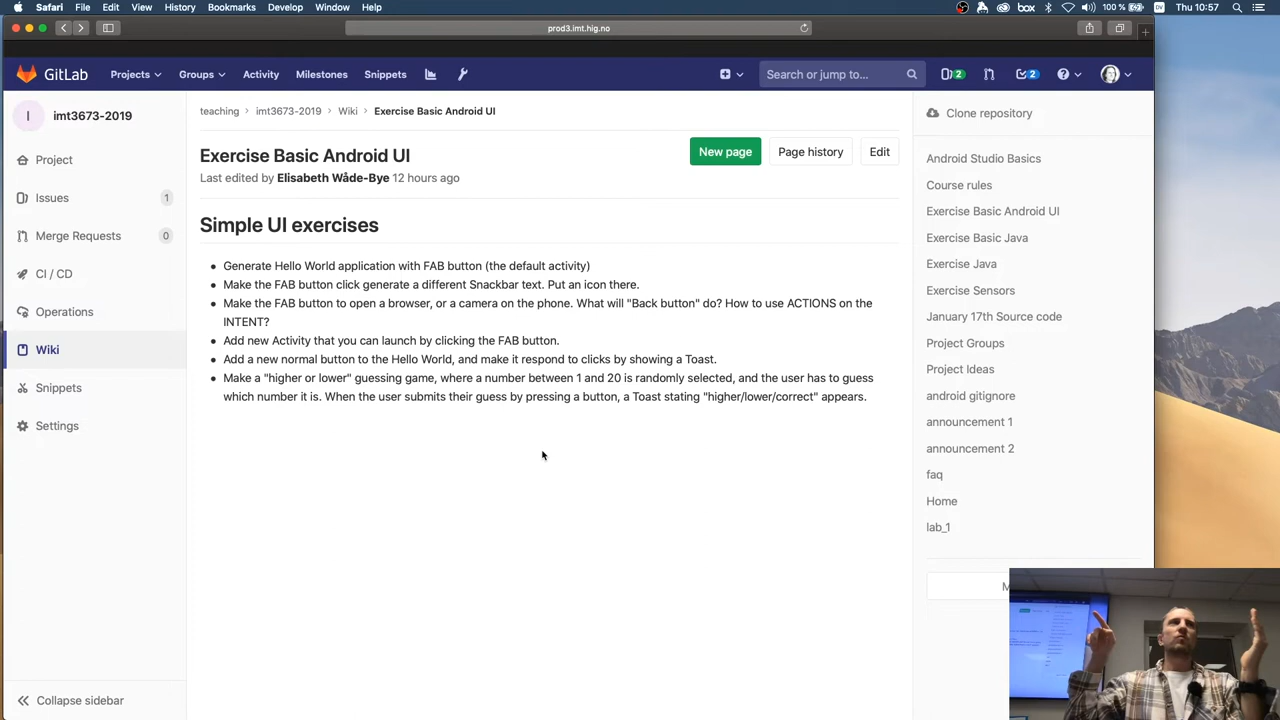 Safari File Edit View History Bookmarks Develop Window Help box 100 % Thu 10:57
prod3.imt.hig.no
GitLab Projects Groups Activity Milestones Snippets Search or jump to... 2 2
I imt3673-2019
Project
Issues 1
Merge Requests 0
CI / CD
Operations
Wiki
Snippets
Settings
Collapse sidebar
teaching > imt3673-2019 > Wiki > Exercise Basic Android UI
Exercise Basic Android UI
New page Page history Edit
Last edited by Elisabeth Wåde-Bye 12 hours ago
Simple UI exercises
Generate Hello World application with FAB button (the default activity)
Make the FAB button click generate a different Snackbar text. Put an icon there.
Make the FAB button to open a browser, or a camera on the phone. What will "Back button" do? How to use ACTIONS on the
INTENT?
Add new Activity that you can launch by clicking the FAB button.
Add a new normal button to the Hello World, and make it respond to clicks by showing a Toast.
Make a "higher or lower" guessing game, where a number between 1 and 20 is randomly selected, and the user has to guess
which number it is. When the user submits their guess by pressing a button, a Toast stating "higher/lower/correct" appears.
Clone repository
Android Studio Basics
Course rules
Exercise Basic Android UI
Exercise Basic Java
Exercise Java
Exercise Sensors
January 17th Source code
Project Groups
Project Ideas
android gitignore
announcement 1
announcement 2
faq
Home
lab_1